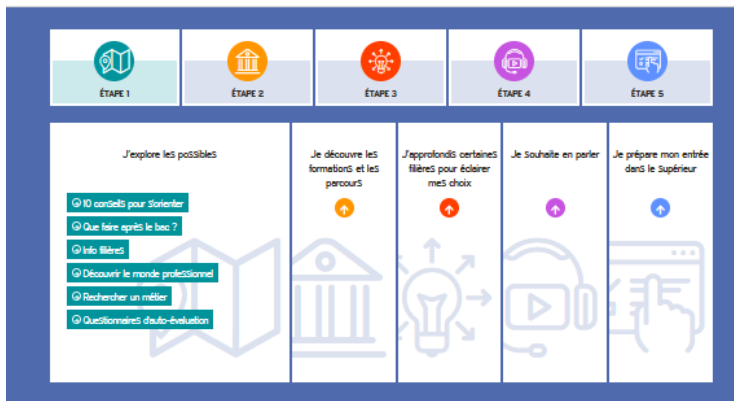 ÉTAPE 1
ÉTAPE 2
ÉTAPE 3
ÉTAPE 4
ÉTAPE 5
J'explore les possibles
10 conseils pour s'orienter
Que faire après le bac ?
Info filières
Découvrir le monde professionnel
Rechercher un métier
Questionnaires d'auto-évaluation
Je découvre les
formations et les
parcours
J'approfondis certaines
filières pour éclairer
mes choix
Je souhaite en parler
Je prépare mon entrée
dans le Supérieur